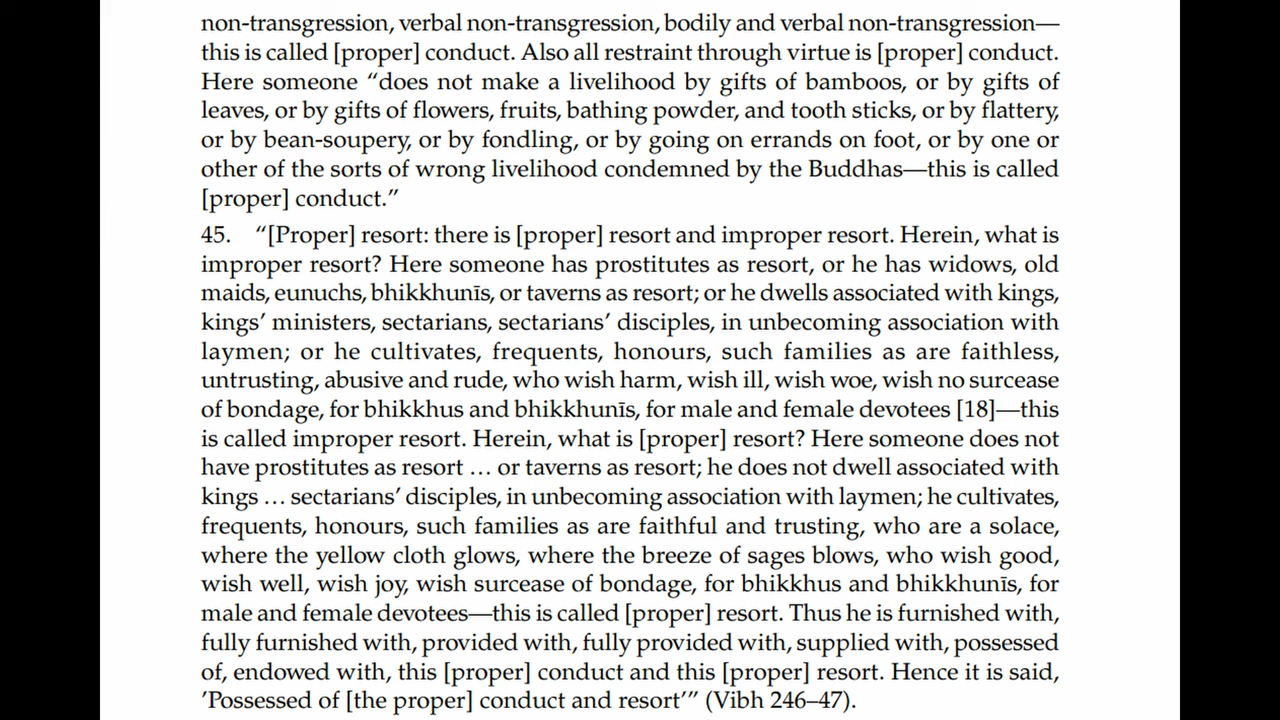 non-transgression, verbal non-transgression, bodily and verbal non-transgression—
this is called [proper] conduct. Also all restraint through virtue is [proper] conduct.
Here someone “does not make a livelihood by gifts of bamboos, or by gifts of
leaves, or by gifts of flowers, fruits, bathing powder, and tooth sticks, or by flattery,
or by bean-soupery, or by fondling, or by going on errands on foot, or by one or
other of the sorts of wrong livelihood condemned by the Buddhas—this is called
[proper] conduct.”
45. “[Proper] resort: there is [proper] resort and improper resort. Herein, what is
improper resort? Here someone has prostitutes as resort, or he has widows, old
maids, eunuchs, bhikkhunīs, or taverns as resort; or he dwells associated with kings,
kings’ ministers, sectarians, sectarians’ disciples, in unbecoming association with
laymen; or he cultivates, frequents, honours, such families as are faithless,
untrusting, abusive and rude, who wish harm, wish ill, wish woe, wish no surcease
of bondage, for bhikkhus and bhikkhunīs, for male and female devotees [18]—this
is called improper resort. Herein, what is [proper] resort? Here someone does not
have prostitutes as resort … or taverns as resort; he does not dwell associated with
kings … sectarians’ disciples, in unbecoming association with laymen; he cultivates,
frequents, honours, such families as are faithful and trusting, who are a solace,
where the yellow cloth glows, where the breeze of sages blows, who wish good,
wish well, wish joy, wish surcease of bondage, for bhikkhus and bhikkhunīs, for
male and female devotees—this is called [proper] resort. Thus he is furnished with,
fully furnished with, provided with, fully provided with, supplied with, possessed
of, endowed with, this [proper] conduct and this [proper] resort. Hence it is said,
’Possessed of [the proper] conduct and resort’” (Vibh 246–47).